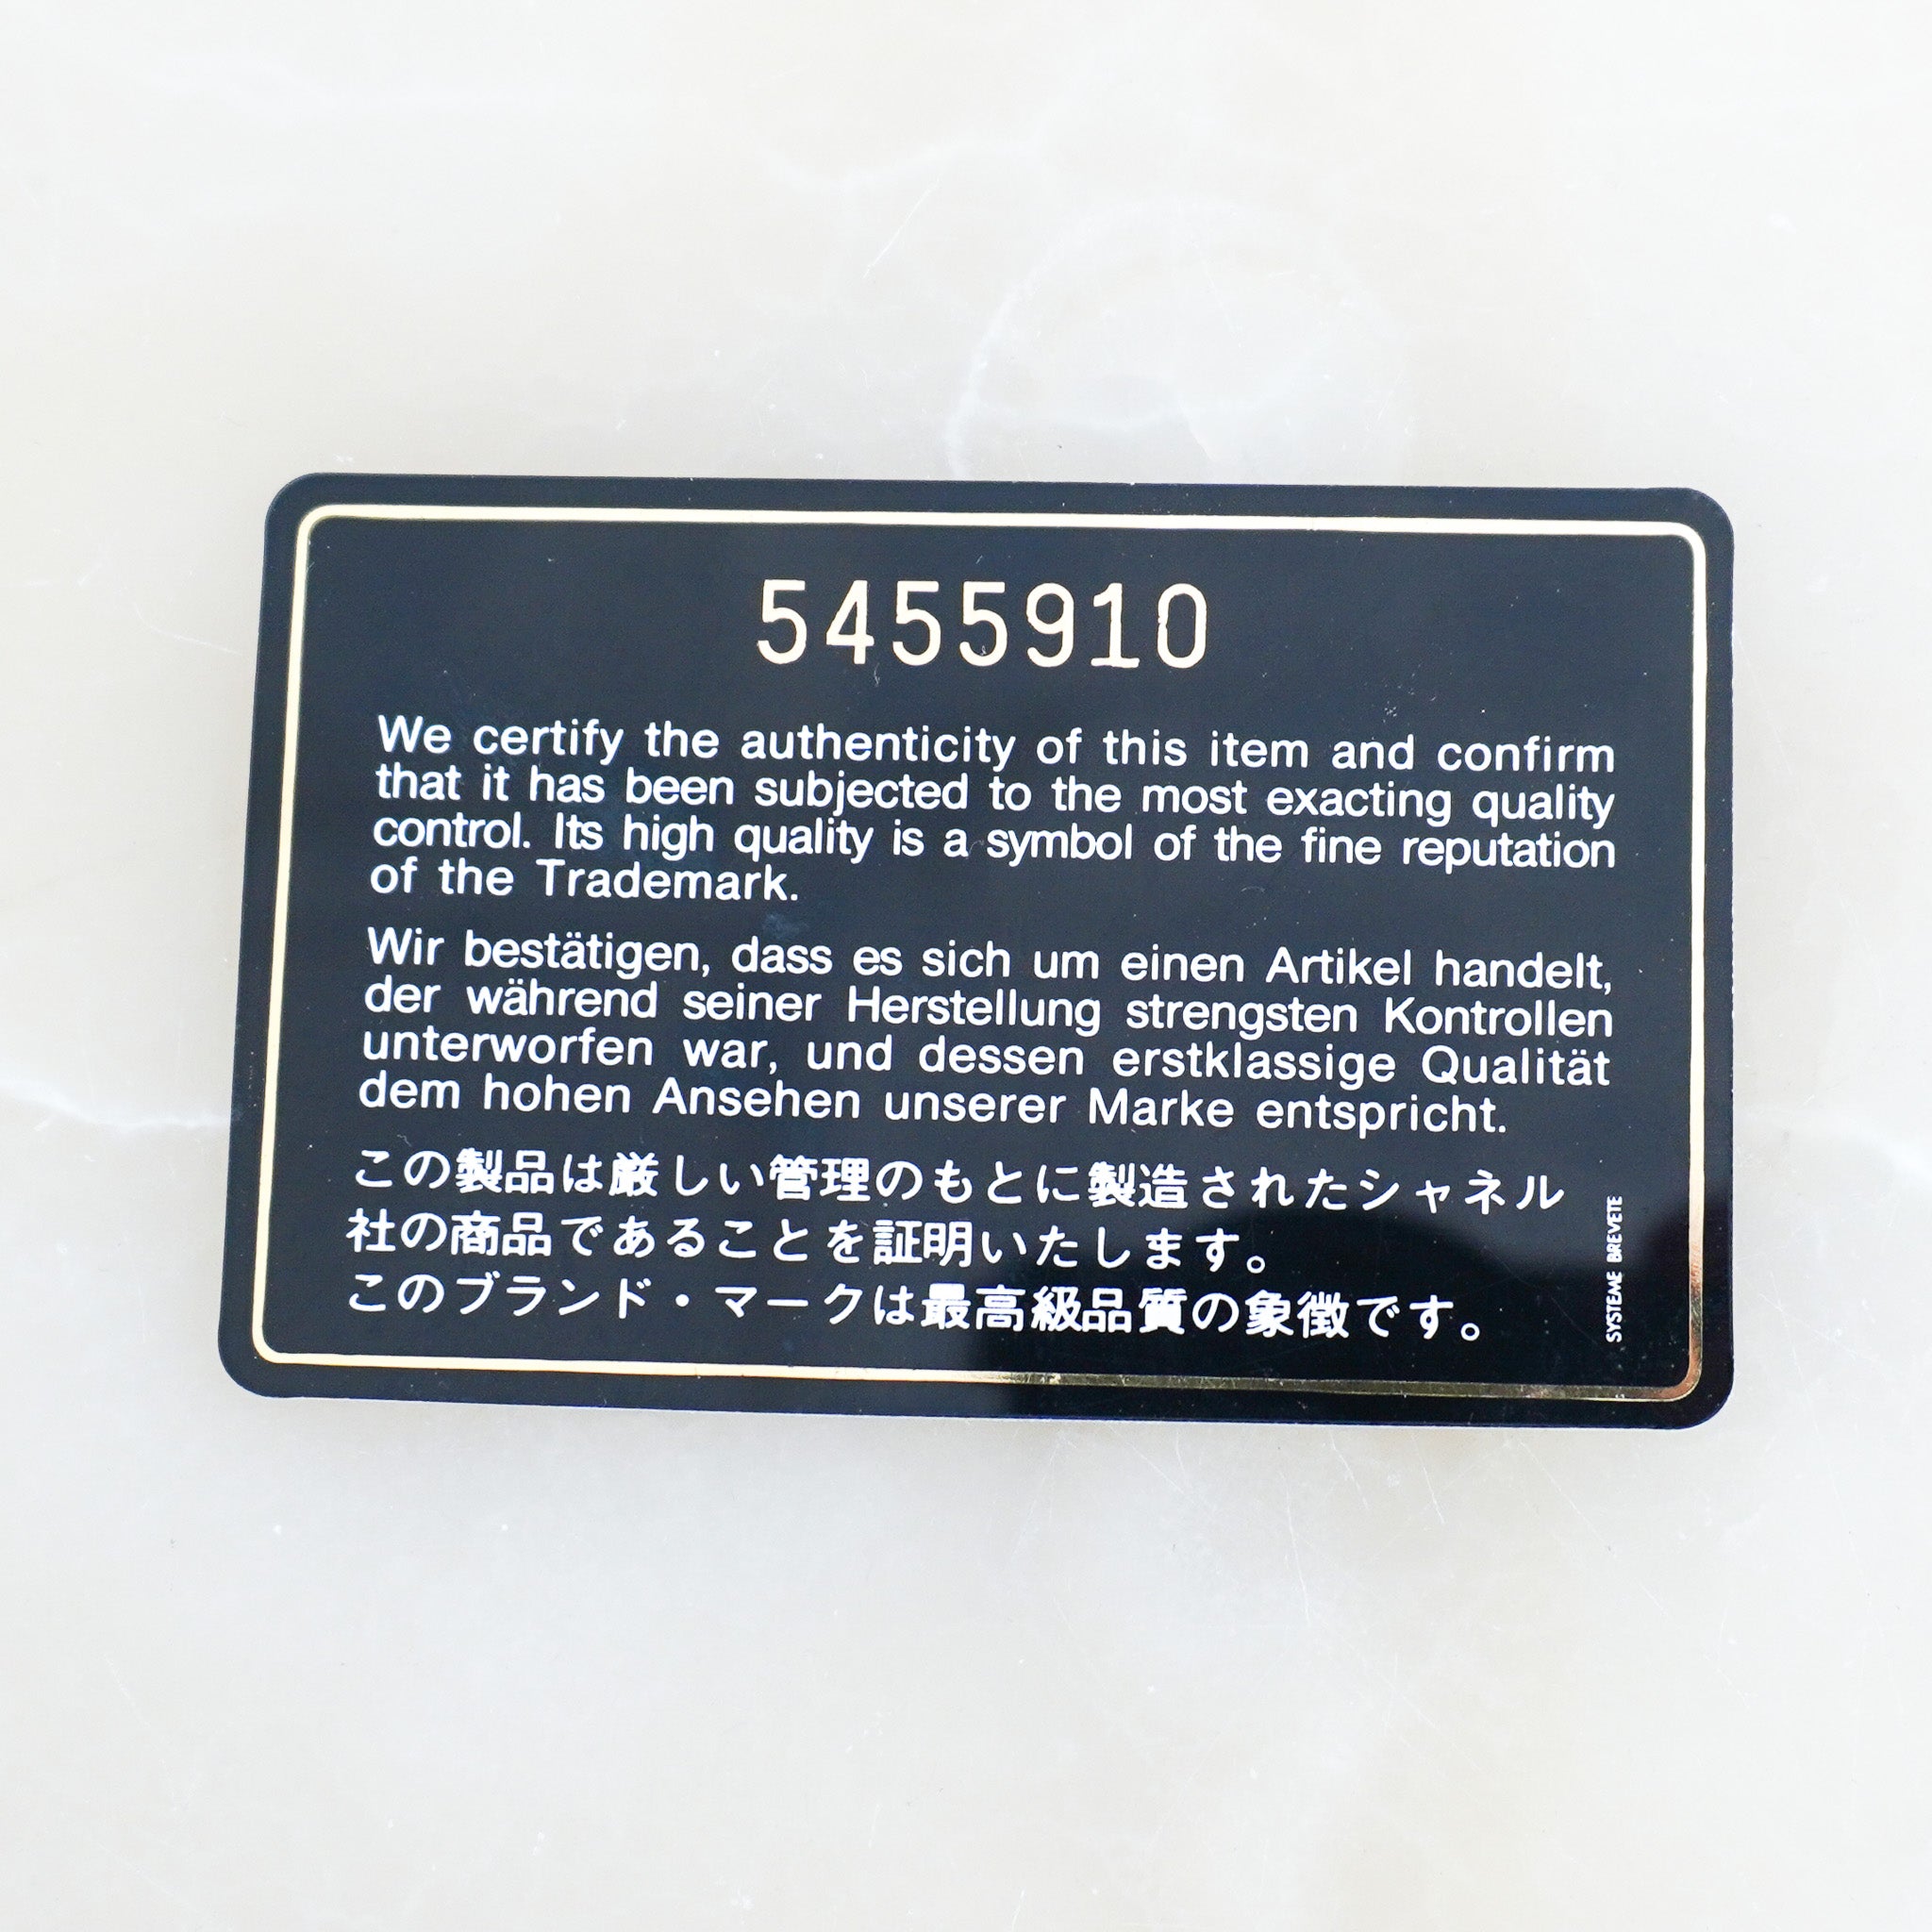 5455910
We certify the authenticity of this item and confirm
that it has been subjected to the most exacting quality
control. Its high quality is a symbol of the fine reputation
of the Trademark.
Wir bestätigen, dass es sich um einen Artikel handelt,
der während seiner Herstellung strengsten Kontrollen
unterworfen war, und dessen erstklassige Qualität
dem hohen Ansehen unserer Marke entspricht.
この製品は厳しい管理のもとに製造されたシャネル
社の商品であることを証明いたします。
このブランド・マークは最高級品質の象徴です。
SYSTEME BREVETE